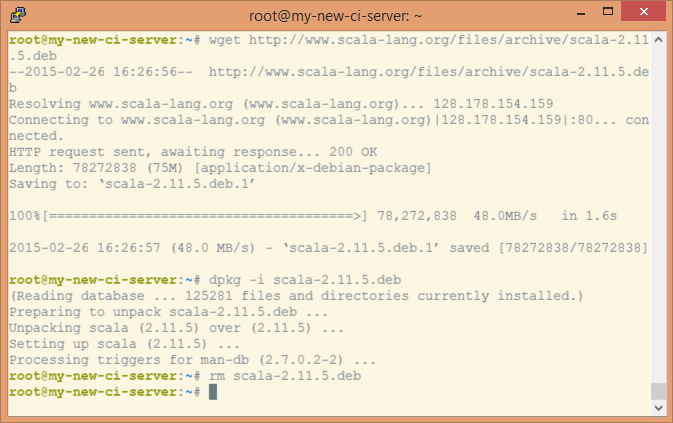 root@my-new-ci-server: ~
root@my-new-ci-server:~# wget http://www.scala-lang.org/files/archive/scala-2.11
.5.deb
--2015-02-26 16:26:56--  http://www.scala-lang.org/files/archive/scala-2.11.5.de
b
Resolving www.scala-lang.org (www.scala-lang.org)... 128.178.154.159
Connecting to www.scala-lang.org (www.scala-lang.org)|128.178.154.159|:80... con
nected.
HTTP request sent, awaiting response... 200 OK
Length: 78272838 (75M) [application/x-debian-package]
Saving to: ‘scala-2.11.5.deb.1’
100%[======================================>] 78,272,838  48.0MB/s   in 1.6s
2015-02-26 16:26:57 (48.0 MB/s) - ‘scala-2.11.5.deb.1’ saved [78272838/78272838]
root@my-new-ci-server:~# dpkg -i scala-2.11.5.deb
(Reading database ... 125281 files and directories currently installed.)
Preparing to unpack scala-2.11.5.deb ...
Unpacking scala (2.11.5) over (2.11.5) ...
Setting up scala (2.11.5) ...
Processing triggers for man-db (2.7.0.2-2) ...
root@my-new-ci-server:~# rm scala-2.11.5.deb
root@my-new-ci-server:~#